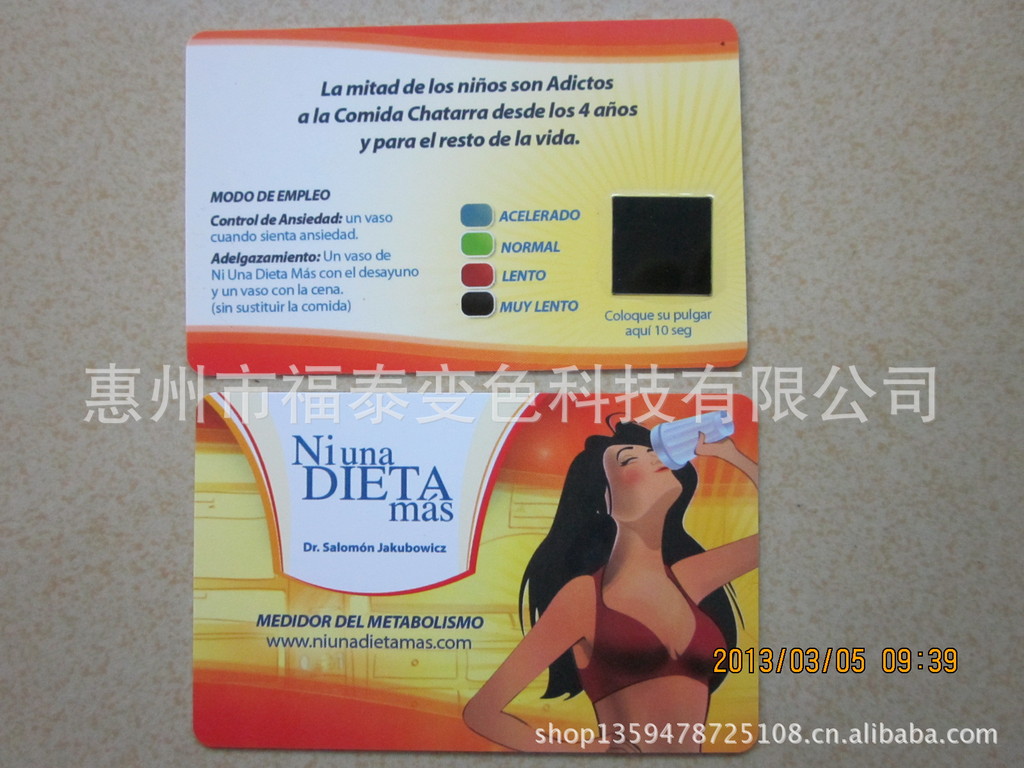 La mitad de los niños son Adictos
a la Comida Chatarra desde los 4 años
y para el resto de la vida.
MODO DE EMPLEO
Control de Ansiedad: un vaso
cuando sienta ansiedad.
Adelgazamiento: Un vaso de
Ni Una Dieta Más con el desayuno
y un vaso con la cena.
(sin sustituir la comida)
ACELERADO
NORMAL
LENTO
MUY LENTO
Coloque su pulgar
aquí 10 seg
惠州市福泰变色科技有限公司
Ni una
DIETA
más
Dr. Salomón Jakubowicz
MEDIDOR DEL METABOLISMO
www.niunadietamas.com
2013/03/05 09:39
shop1359478725108.cn.alibaba.com